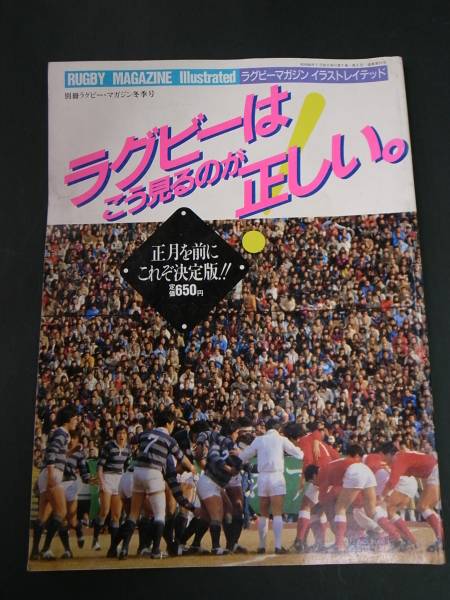 RUGBY MAGAZINE Illustrated ラグビーマガジン イラストレイテッド
別冊ラグビー・マガジン冬季号
ラグビーは
こう見るのが
正しい。
!
正月を前に
これぞ決定版!!
定価650円
7